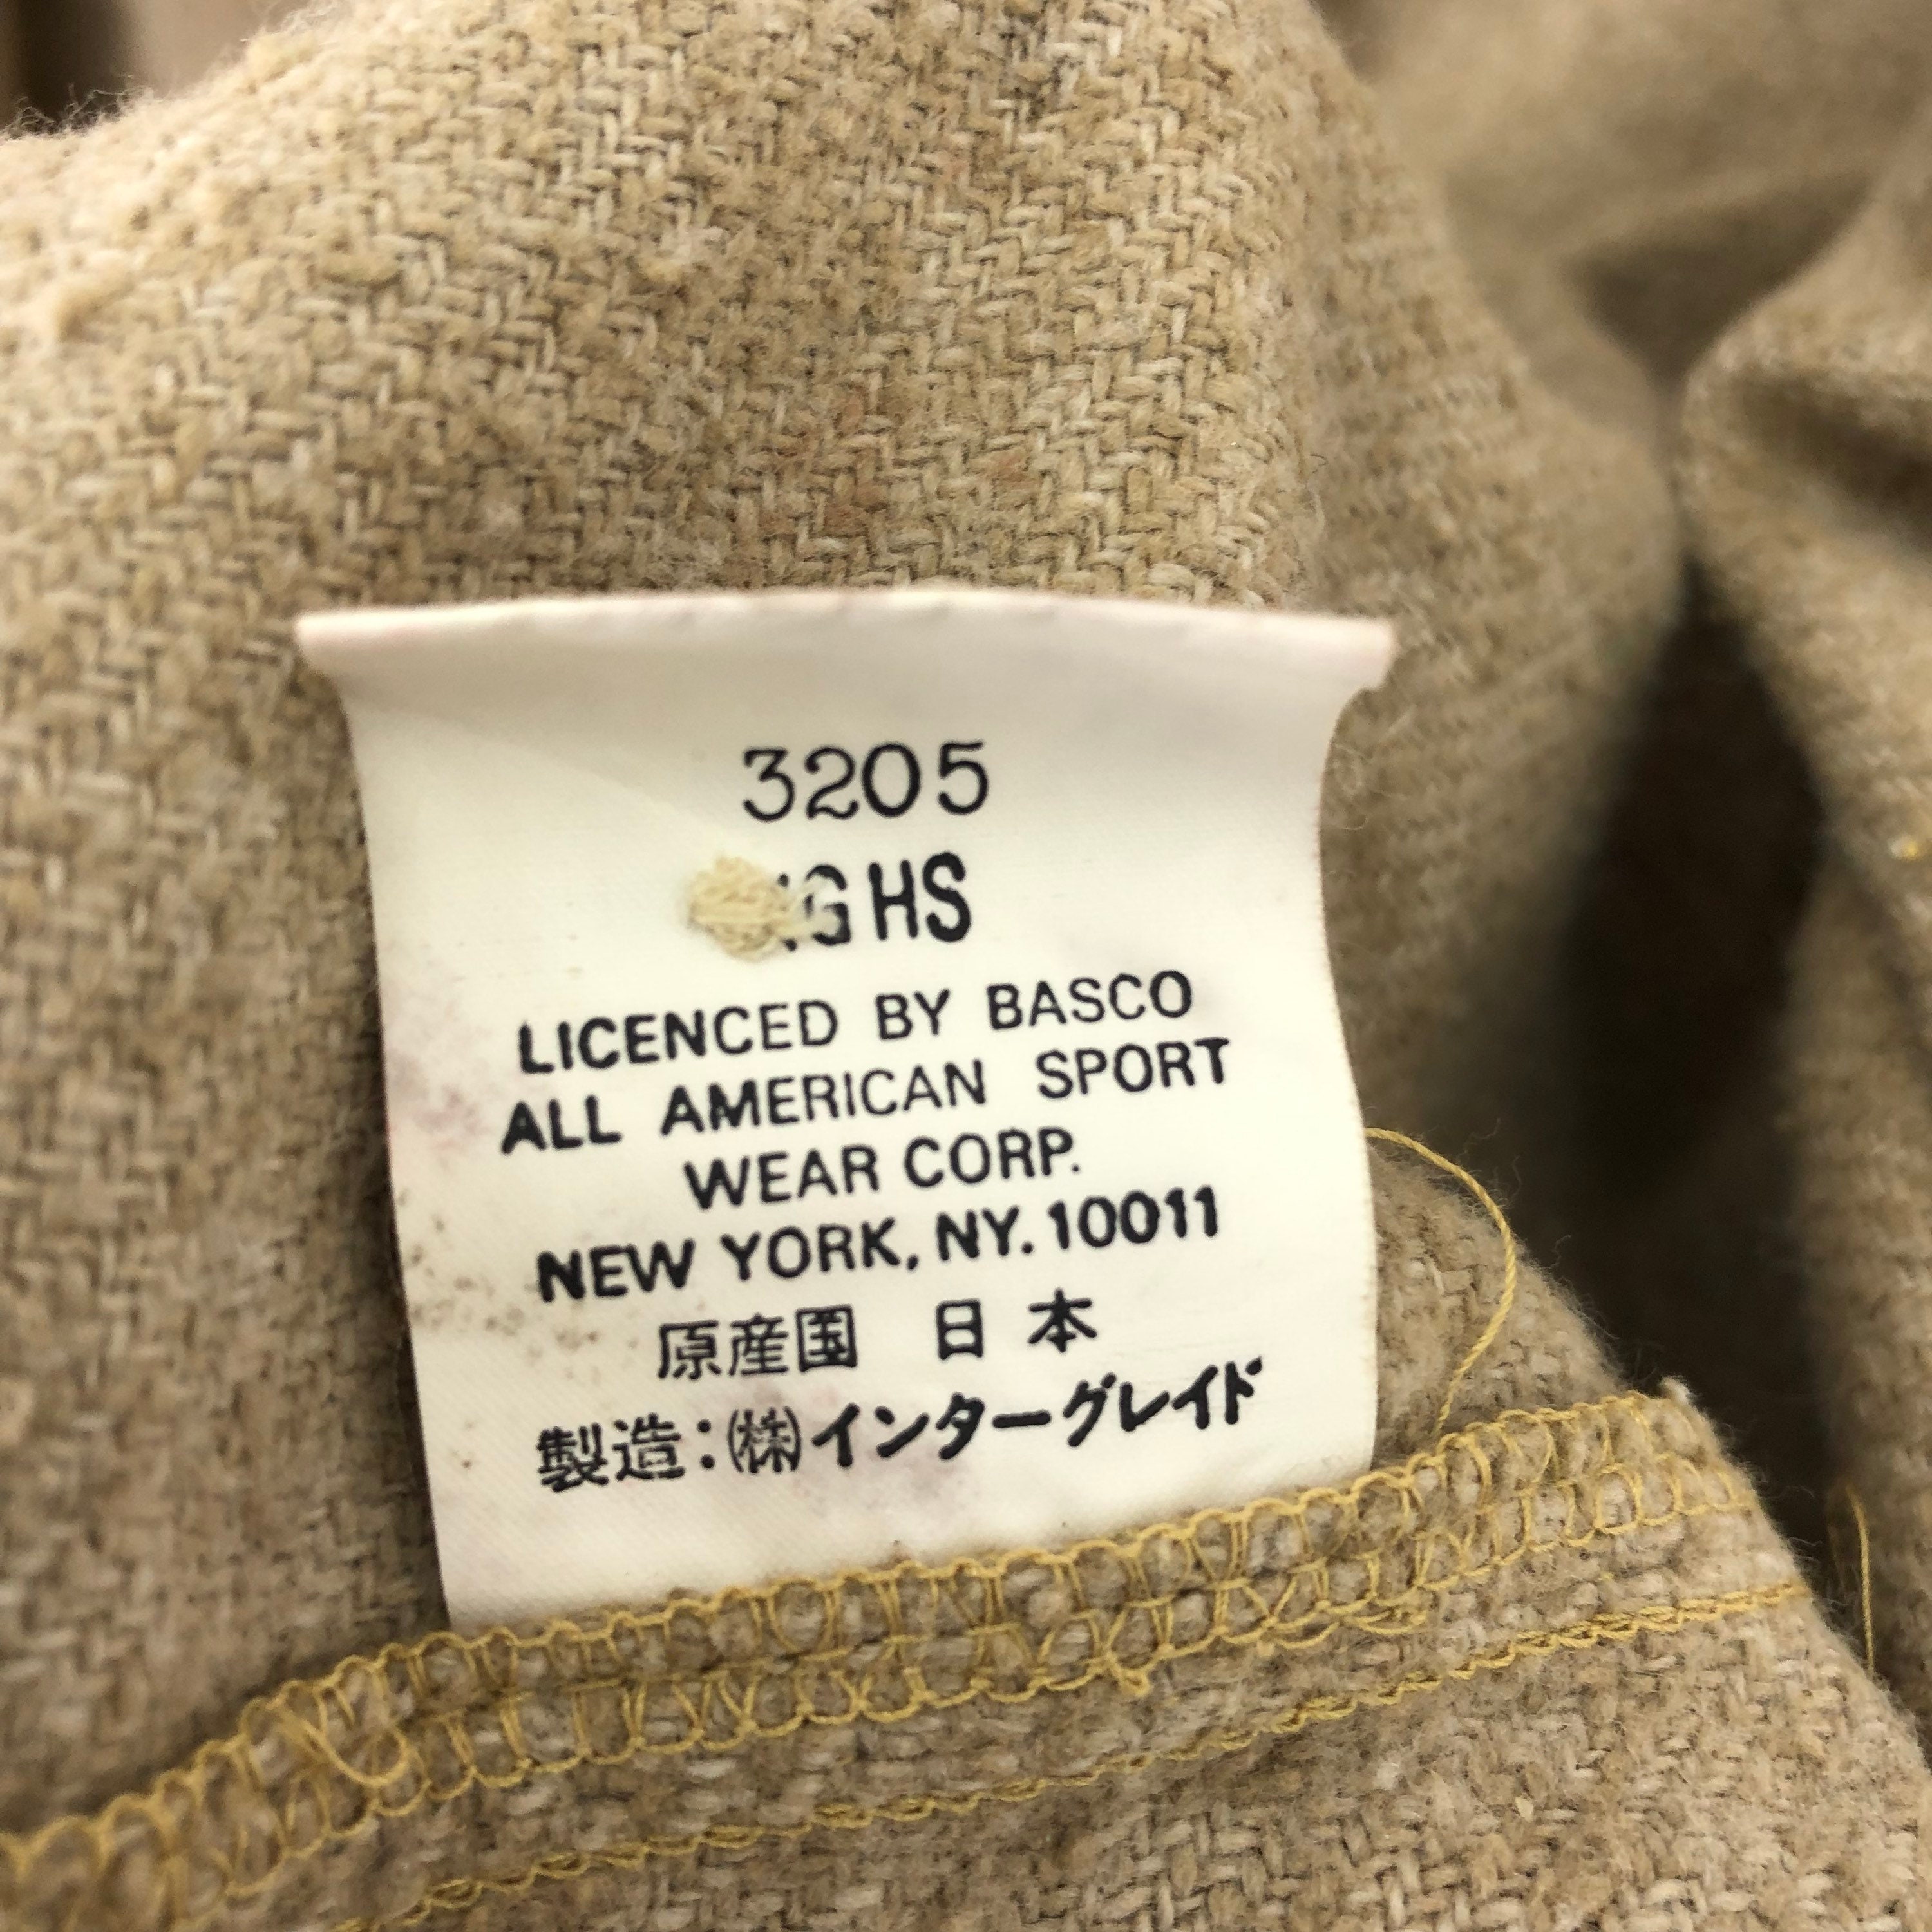 3205
HS
LICENCED BY BASCO
ALL AMERICAN SPORT
WEAR CORP.
NEW YORK, NY. 10011
原産国 日本
製造:㈱インターグレイド